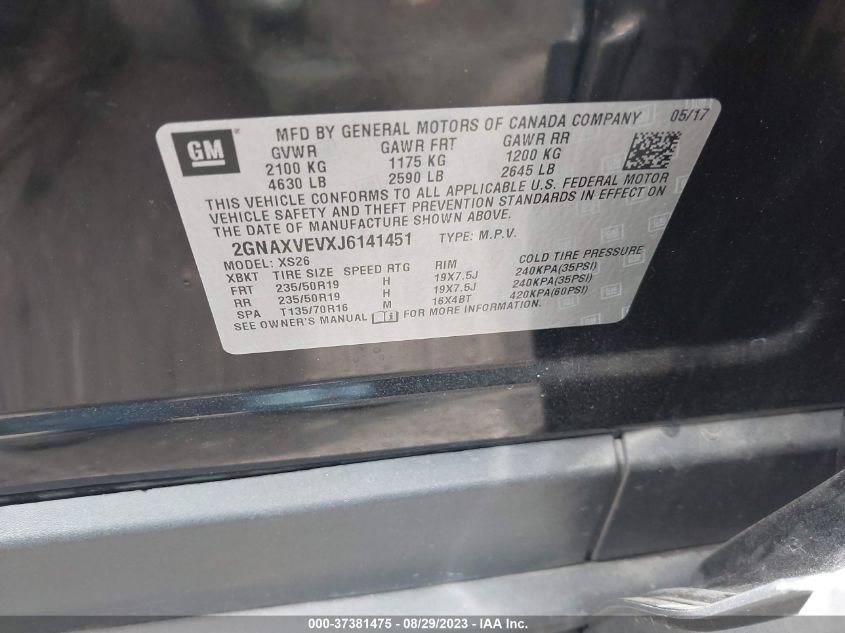 GM
MFD BY GENERAL MOTORS OF CANADA COMPANY 05/17
GVWR GAWR FRT GAWR RR
2100 KG 1175 KG 1200 KG
4630 LB 2590 LB 2645 LB
THIS VEHICLE CONFORMS TO ALL APPLICABLE U.S. FEDERAL MOTOR
VEHICLE SAFETY AND THEFT PREVENTION STANDARDS IN EFFECT ON
THE DATE OF MANUFACTURE SHOWN ABOVE.
2GNAXVEVXJ6141451 TYPE: M.P.V.
MODEL: XS26
XBKT TIRE SIZE SPEED RTG RIM COLD TIRE PRESSURE
FRT 235/50R19 H 19X7.5J 240KPA(35PSI)
RR 235/50R19 H 19X7.5J 240KPA(35PSI)
SPA T135/70R16 M 16X4BT 420KPA(60PSI)
SEE OWNER'S MANUAL FOR MORE INFORMATION.
000-37381475 - 08/29/2023 - IAA Inc.